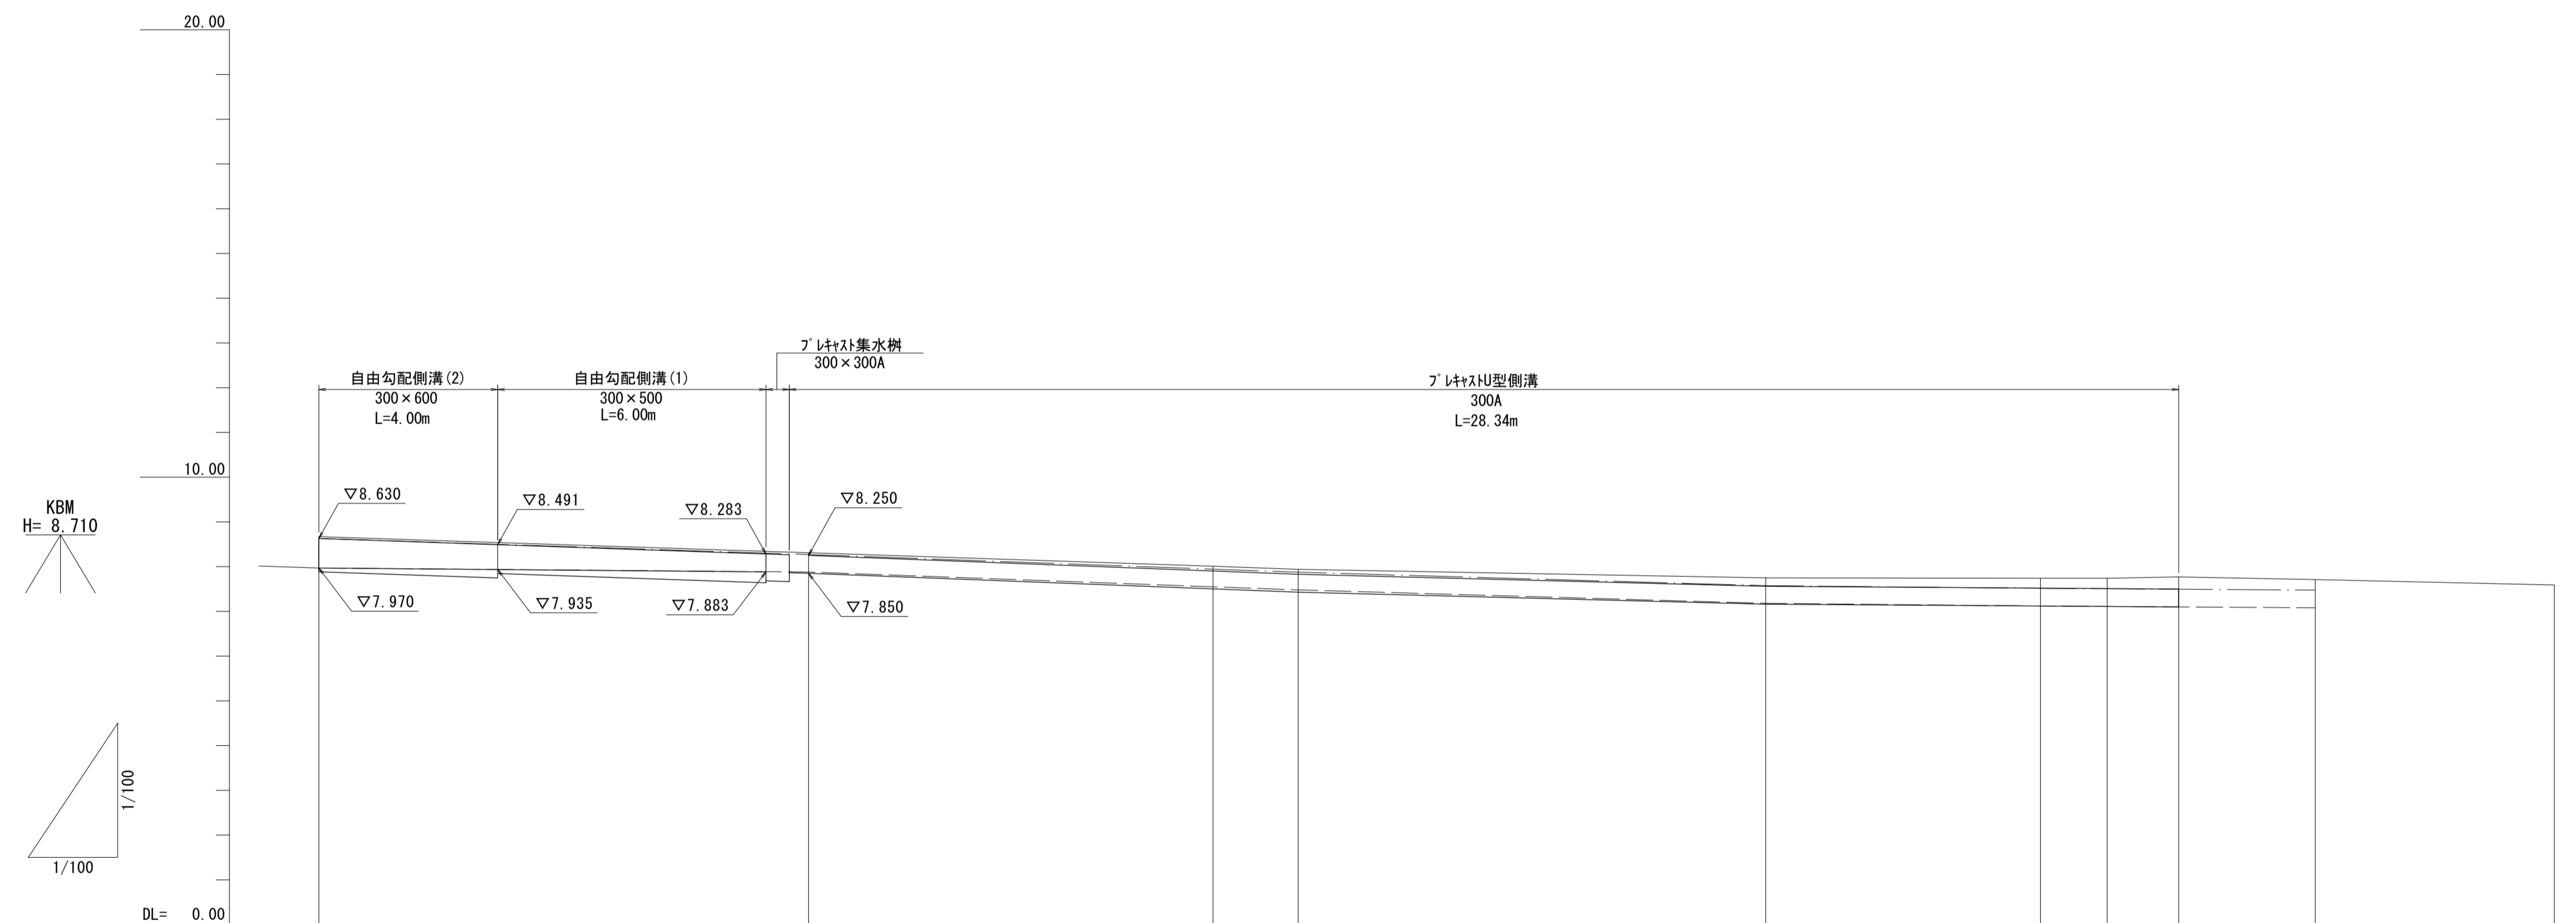 20.00
ﾌﾟﾚｷｬｽﾄ集水桝
300×300A
自由勾配側溝(2)
300×600
L=4.00m
自由勾配側溝(1)
300×500
L=6.00m
ﾌﾟﾚｷｬｽﾄU型側溝
300A
L=28.34m
10.00
KBM
H= 8.710
▽8.630
▽8.491
▽8.283
▽8.250
▽7.970
▽7.935
▽7.883
▽7.850
1/100
1/100
DL= 0.00